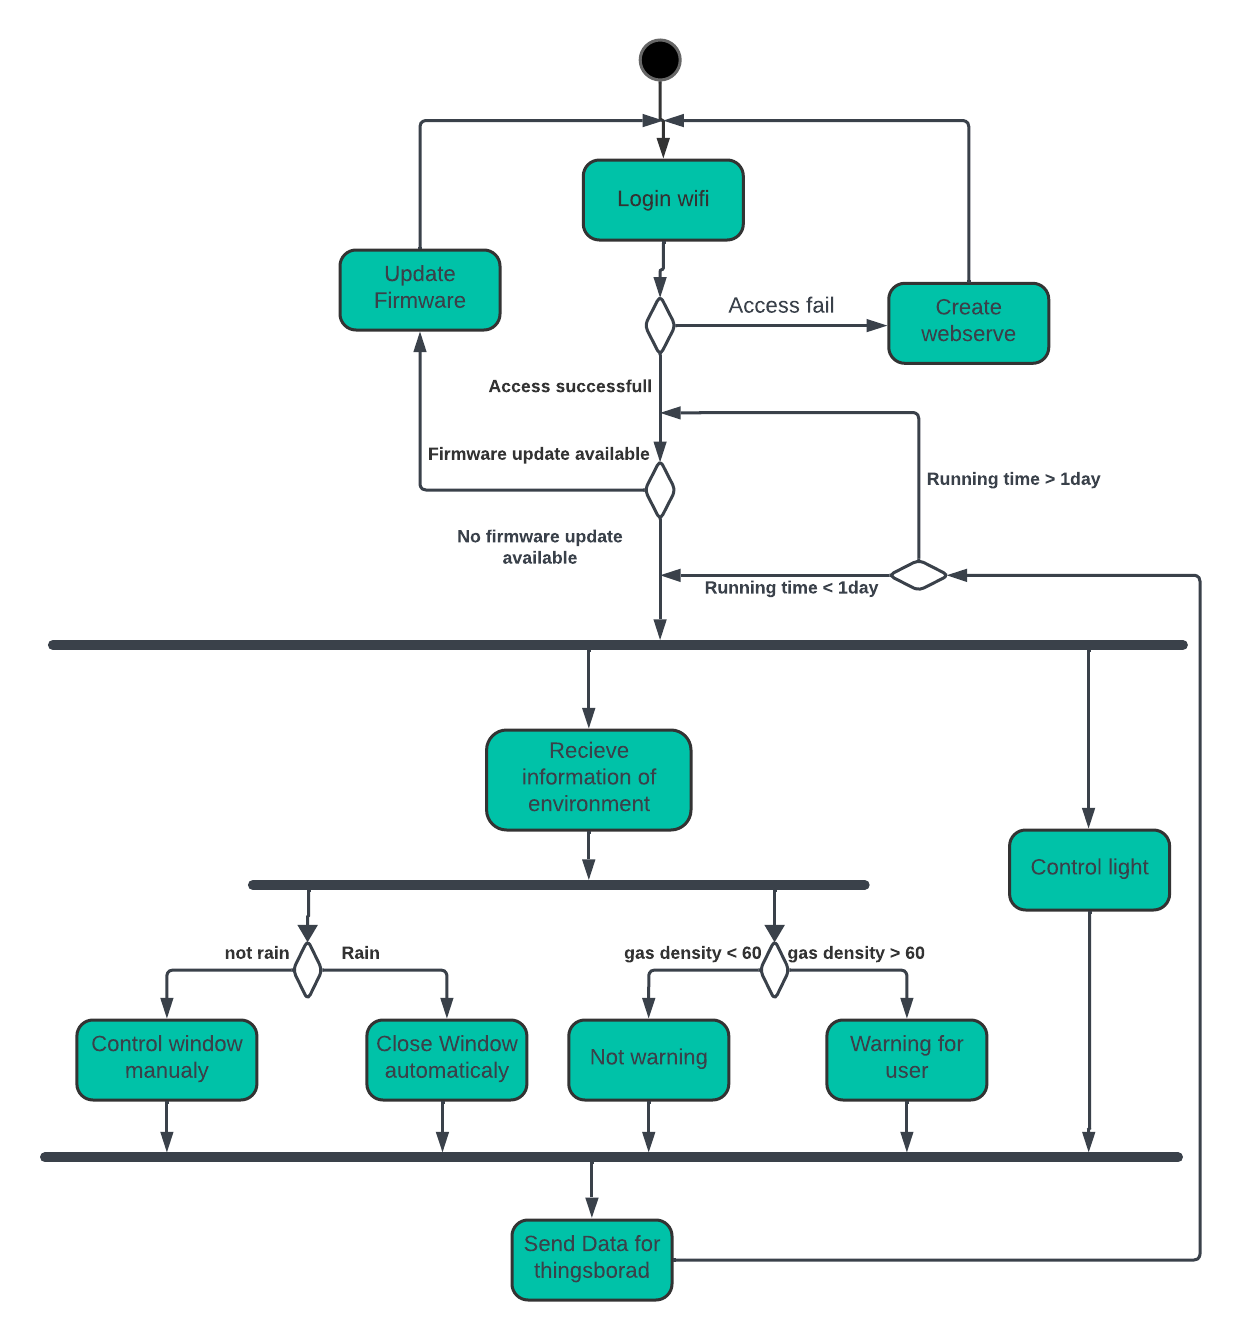 Login wifi
Update
Firmware
Access fail
Create
webserve
Access successfull
Firmware update available
Running time > 1day
No firmware update
available
Running time < 1day
Recieve
information of
environment
Control light
not rain
Rain
gas density < 60
gas density > 60
Control window
manualy
Close Window
automaticaly
Not warning
Warning for
user
Send Data for
thingsborad